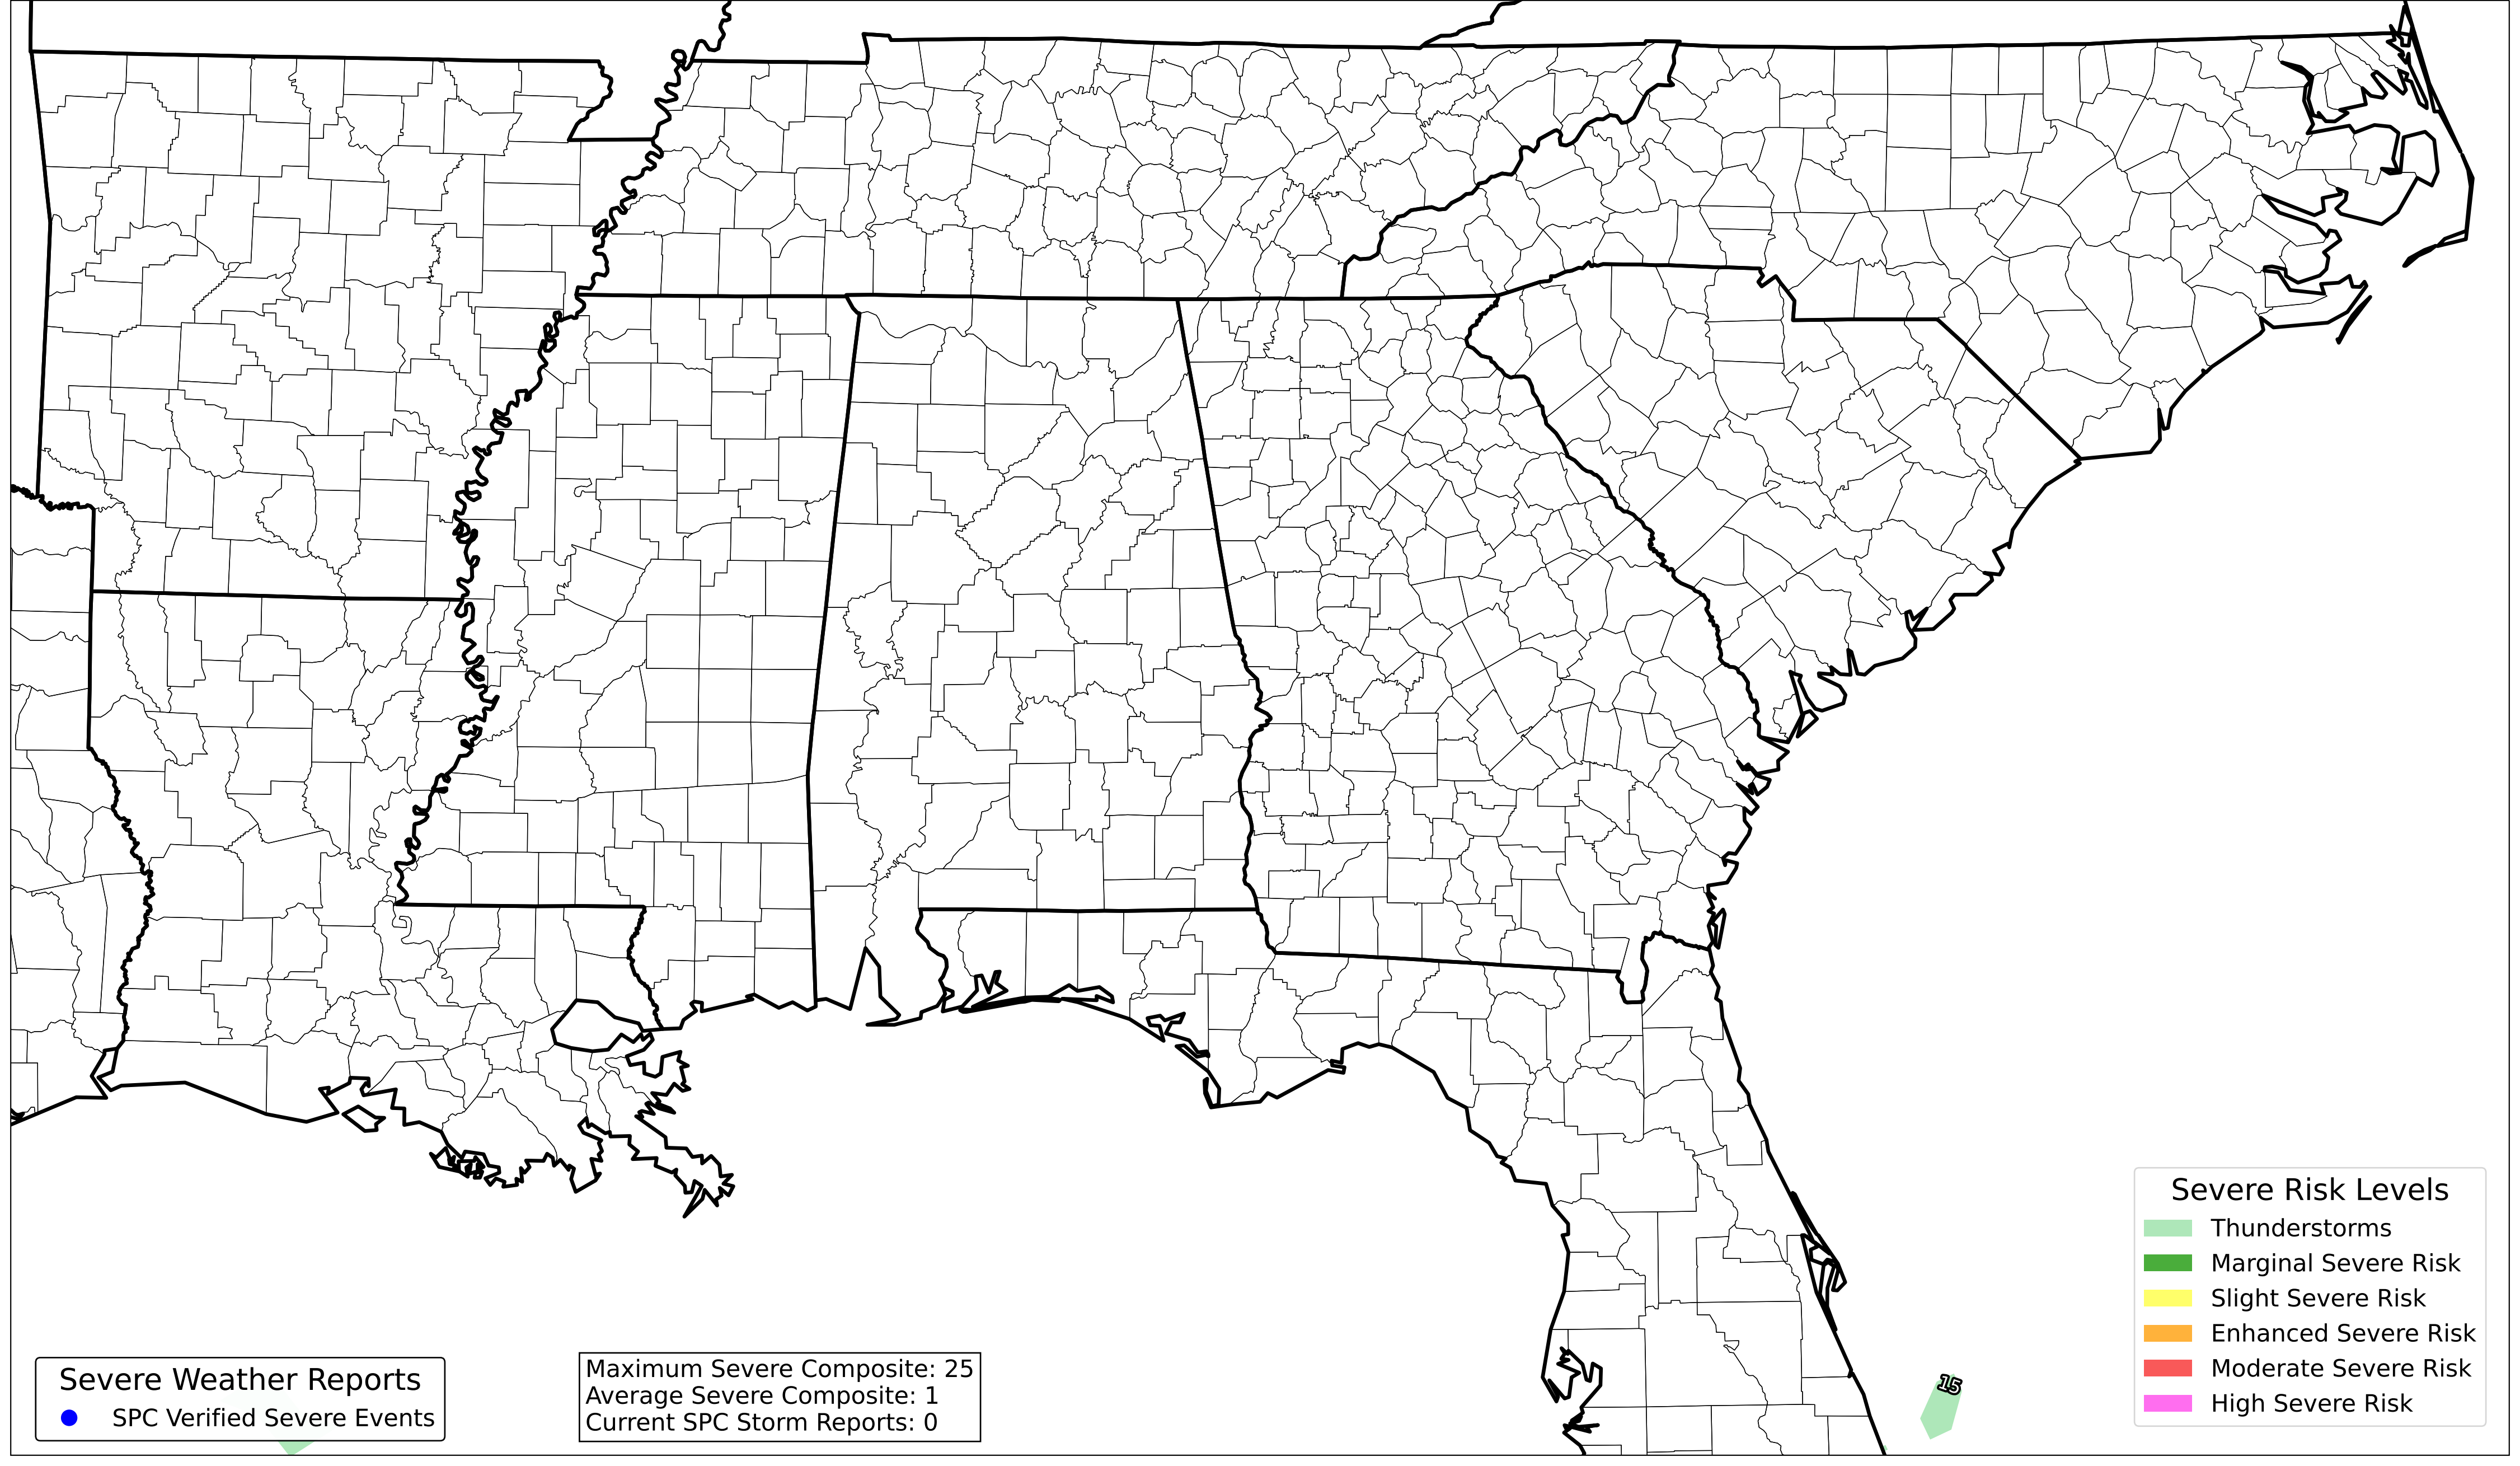 Severe Risk Levels
Thunderstorms
Marginal Severe Risk
Slight Severe Risk
Enhanced Severe Risk
Moderate Severe Risk
High Severe Risk
Severe Weather Reports
SPC Verified Severe Events
Maximum Severe Composite: 25
Average Severe Composite: 1
Current SPC Storm Reports: 0
15